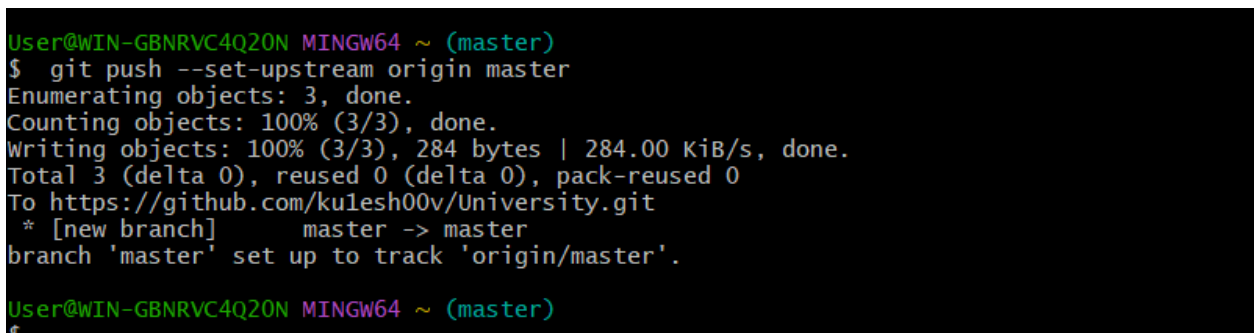 User@WIN-GBNRVC4Q2ON MINGW64 ~ (master)
$  git push --set-upstream origin master
Enumerating objects: 3, done.
Counting objects: 100% (3/3), done.
Writing objects: 100% (3/3), 284 bytes | 284.00 KiB/s, done.
Total 3 (delta 0), reused 0 (delta 0), pack-reused 0
To https://github.com/ku1esh00v/University.git
 * [new branch]      master -> master
branch 'master' set up to track 'origin/master'.
User@WIN-GBNRVC4Q2ON MINGW64 ~ (master)
$